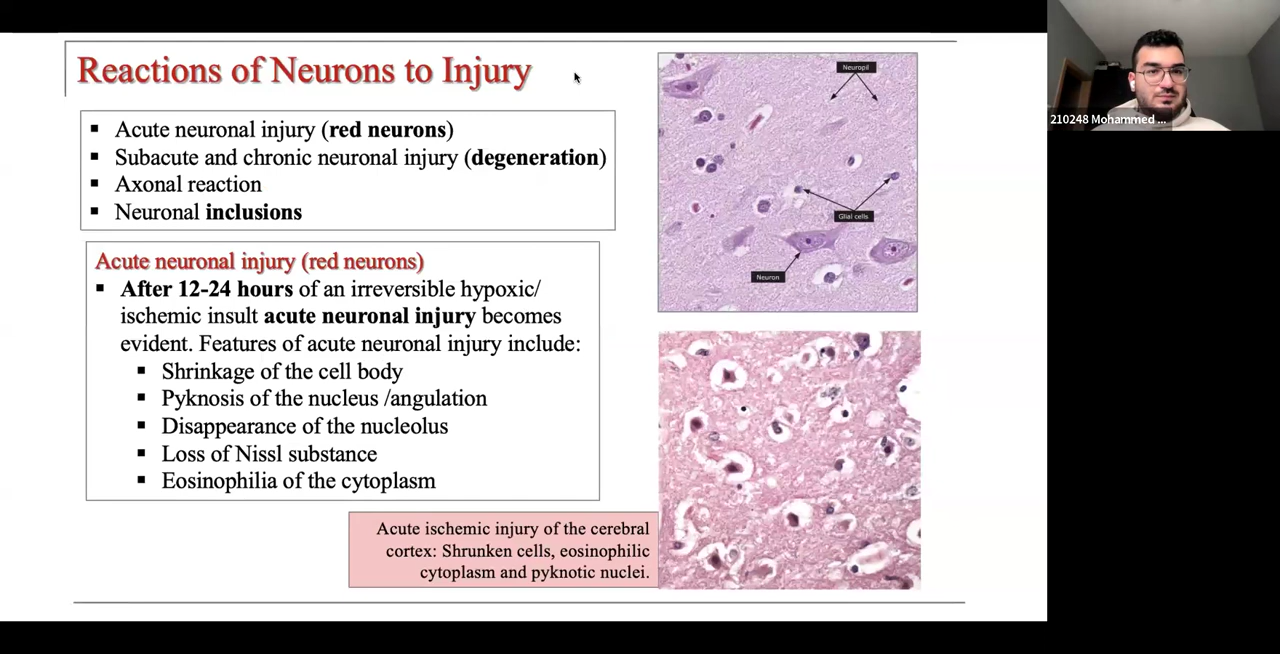 Reactions of Neurons to Injury
▪ Acute neuronal injury (red neurons)
▪ Subacute and chronic neuronal injury (degeneration)
▪ Axonal reaction
▪ Neuronal inclusions
Acute neuronal injury (red neurons)
▪ After 12-24 hours of an irreversible hypoxic/
ischemic insult acute neuronal injury becomes
evident. Features of acute neuronal injury include:
▪ Shrinkage of the cell body
▪ Pyknosis of the nucleus /angulation
▪ Disappearance of the nucleolus
▪ Loss of Nissl substance
▪ Eosinophilia of the cytoplasm
Acute ischemic injury of the cerebral
cortex: Shrunken cells, eosinophilic
cytoplasm and pyknotic nuclei.
Neuropil
Glial cells
Neuron
210248 Mohammed ...